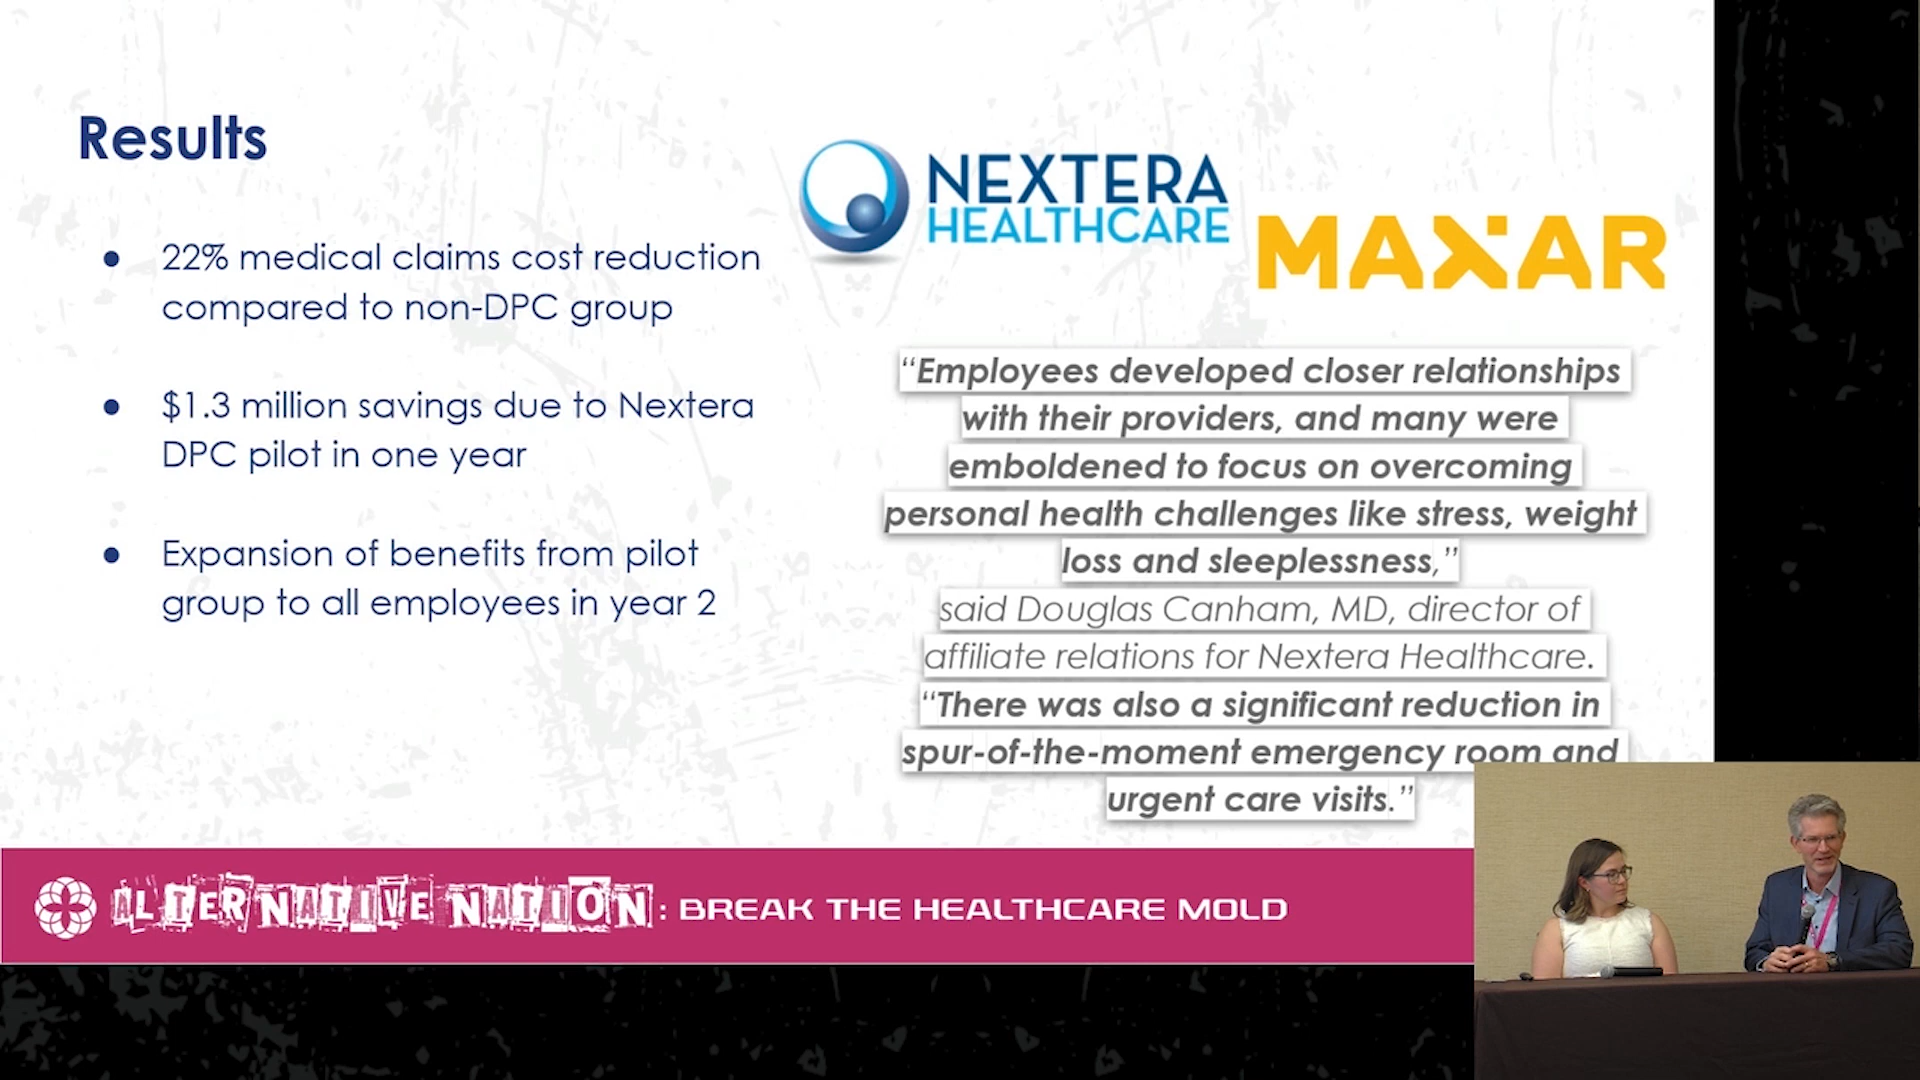 Results
● 22% medical claims cost reduction
compared to non-DPC group
● $1.3 million savings due to Nextera
DPC pilot in one year
● Expansion of benefits from pilot
group to all employees in year 2
NEXTERA
HEALTHCARE
MAXAR
“Employees developed closer relationships
with their providers, and many were
emboldened to focus on overcoming
personal health challenges like stress, weight
loss and sleeplessness,”
said Douglas Canham, MD, director of
affiliate relations for Nextera Healthcare.
“There was also a significant reduction in
spur-of-the-moment emergency room and
urgent care visits.”
ALTERNATIVE NATION: BREAK THE HEALTHCARE MOLD